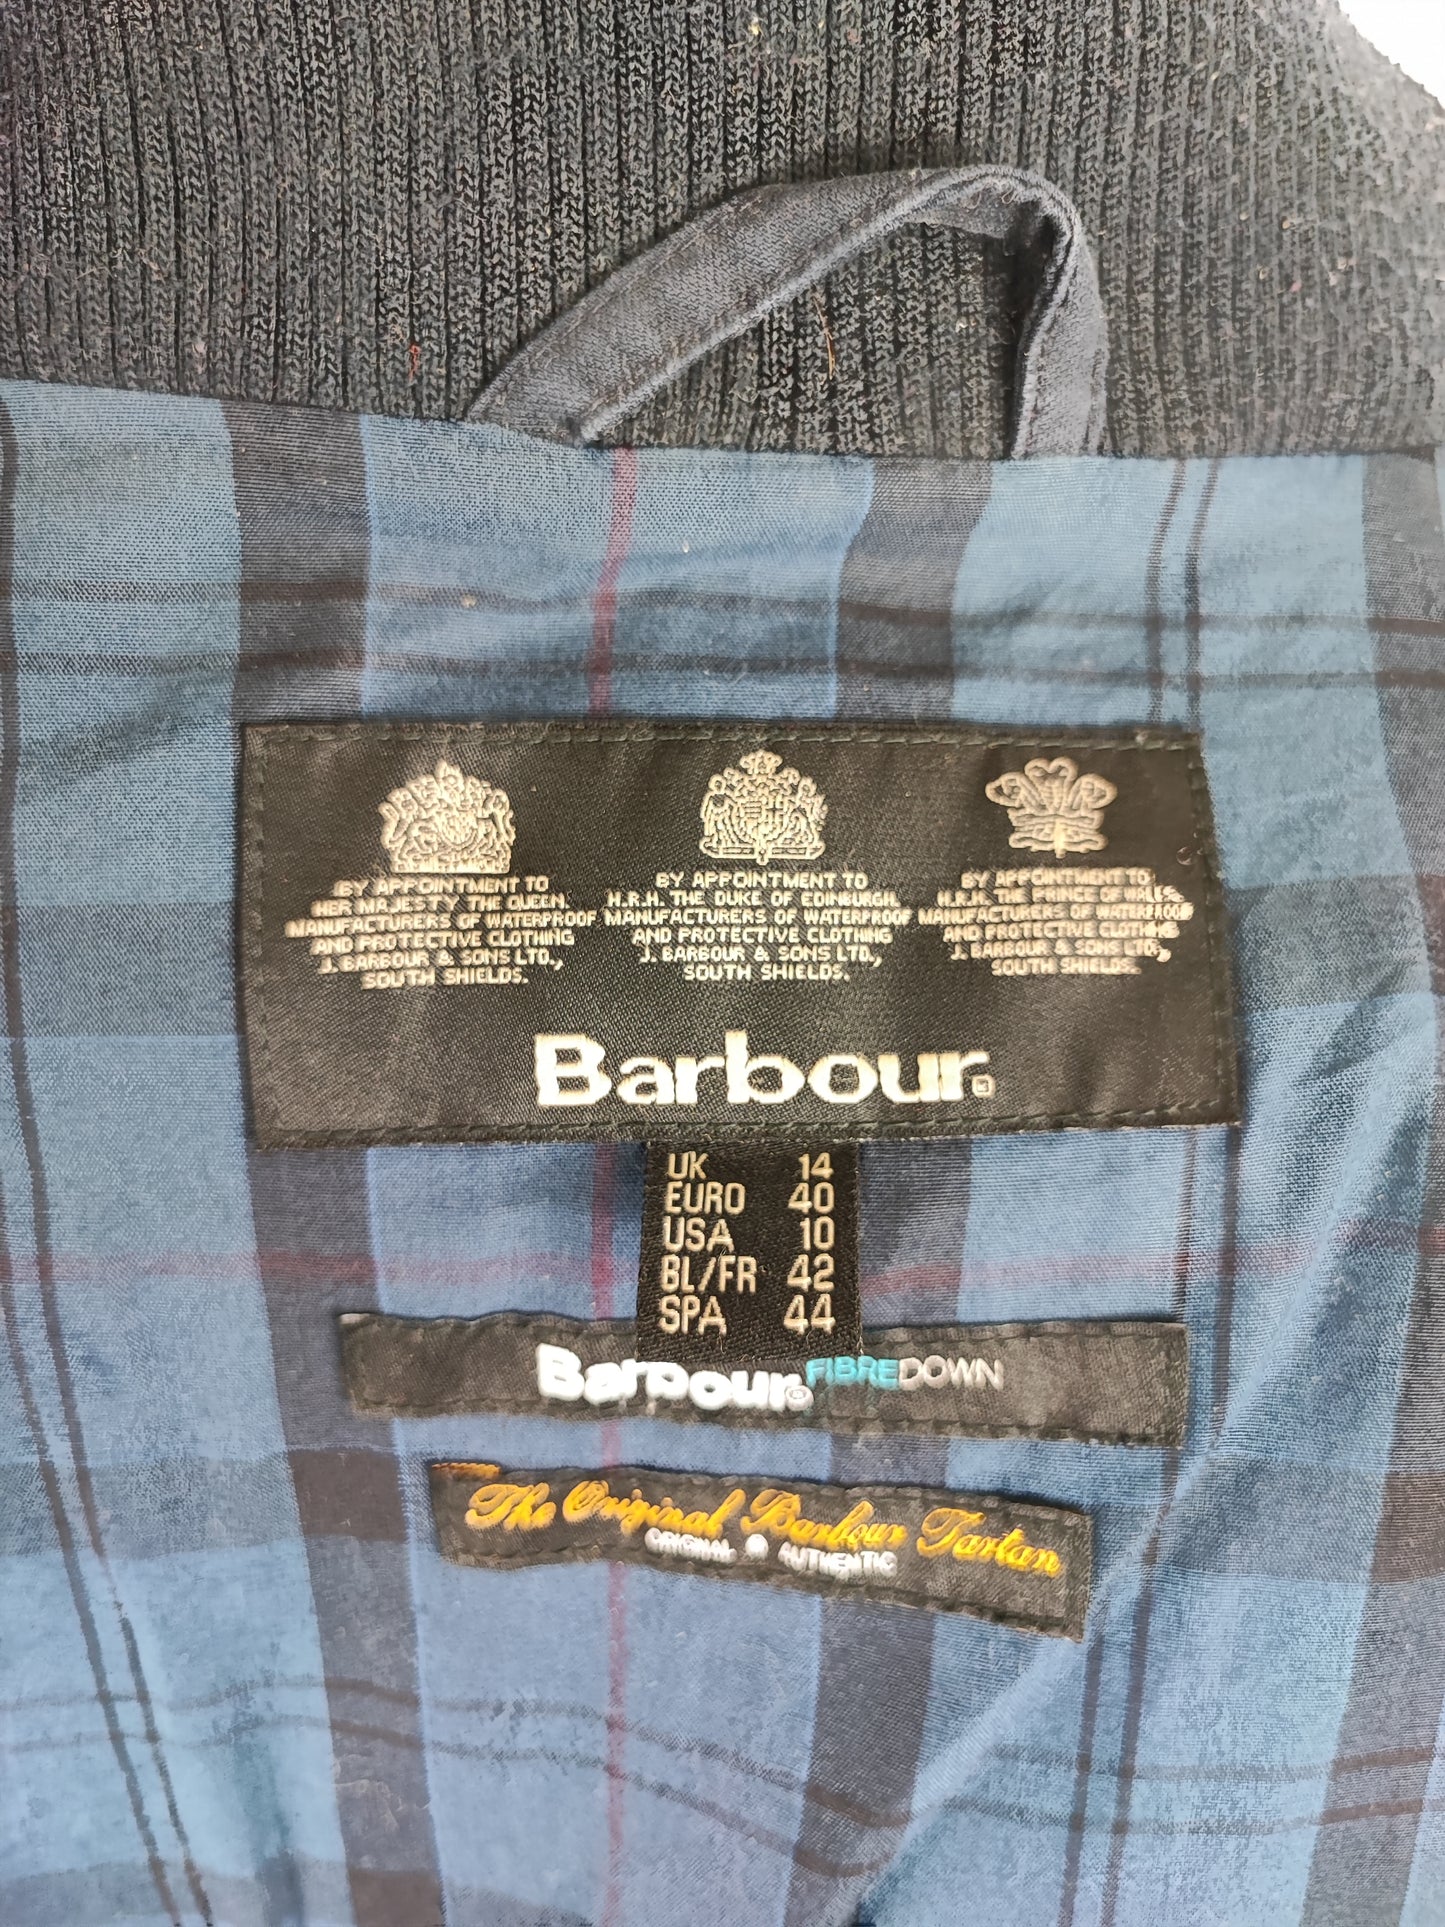 BY APPOINTMENT TO
HER MAJESTY THE QUEEN.
MANUFACTURERS OF WATERPROOF
AND PROTECTIVE CLOTHING
J. BARBOUR & SONS LTD.,
SOUTH SHIELDS.
BY APPOINTMENT TO
H.R.H. THE DUKE OF EDINBURGH.
MANUFACTURERS OF WATERPROOF
AND PROTECTIVE CLOTHING
J. BARBOUR & SONS LTD.,
SOUTH SHIELDS.
BY APPOINTMENT TO
H.R.H. THE PRINCE OF WALES.
MANUFACTURERS OF WATERPROOF
AND PROTECTIVE CLOTHING
J. BARBOUR & SONS LTD.,
SOUTH SHIELDS.
Barbour®
UK 14
EURO 40
USA 10
BL/FR 42
SPA 44
Barbour® FIBREDOWN
The Original Barbour Tartan
ORIGINAL & AUTHENTIC